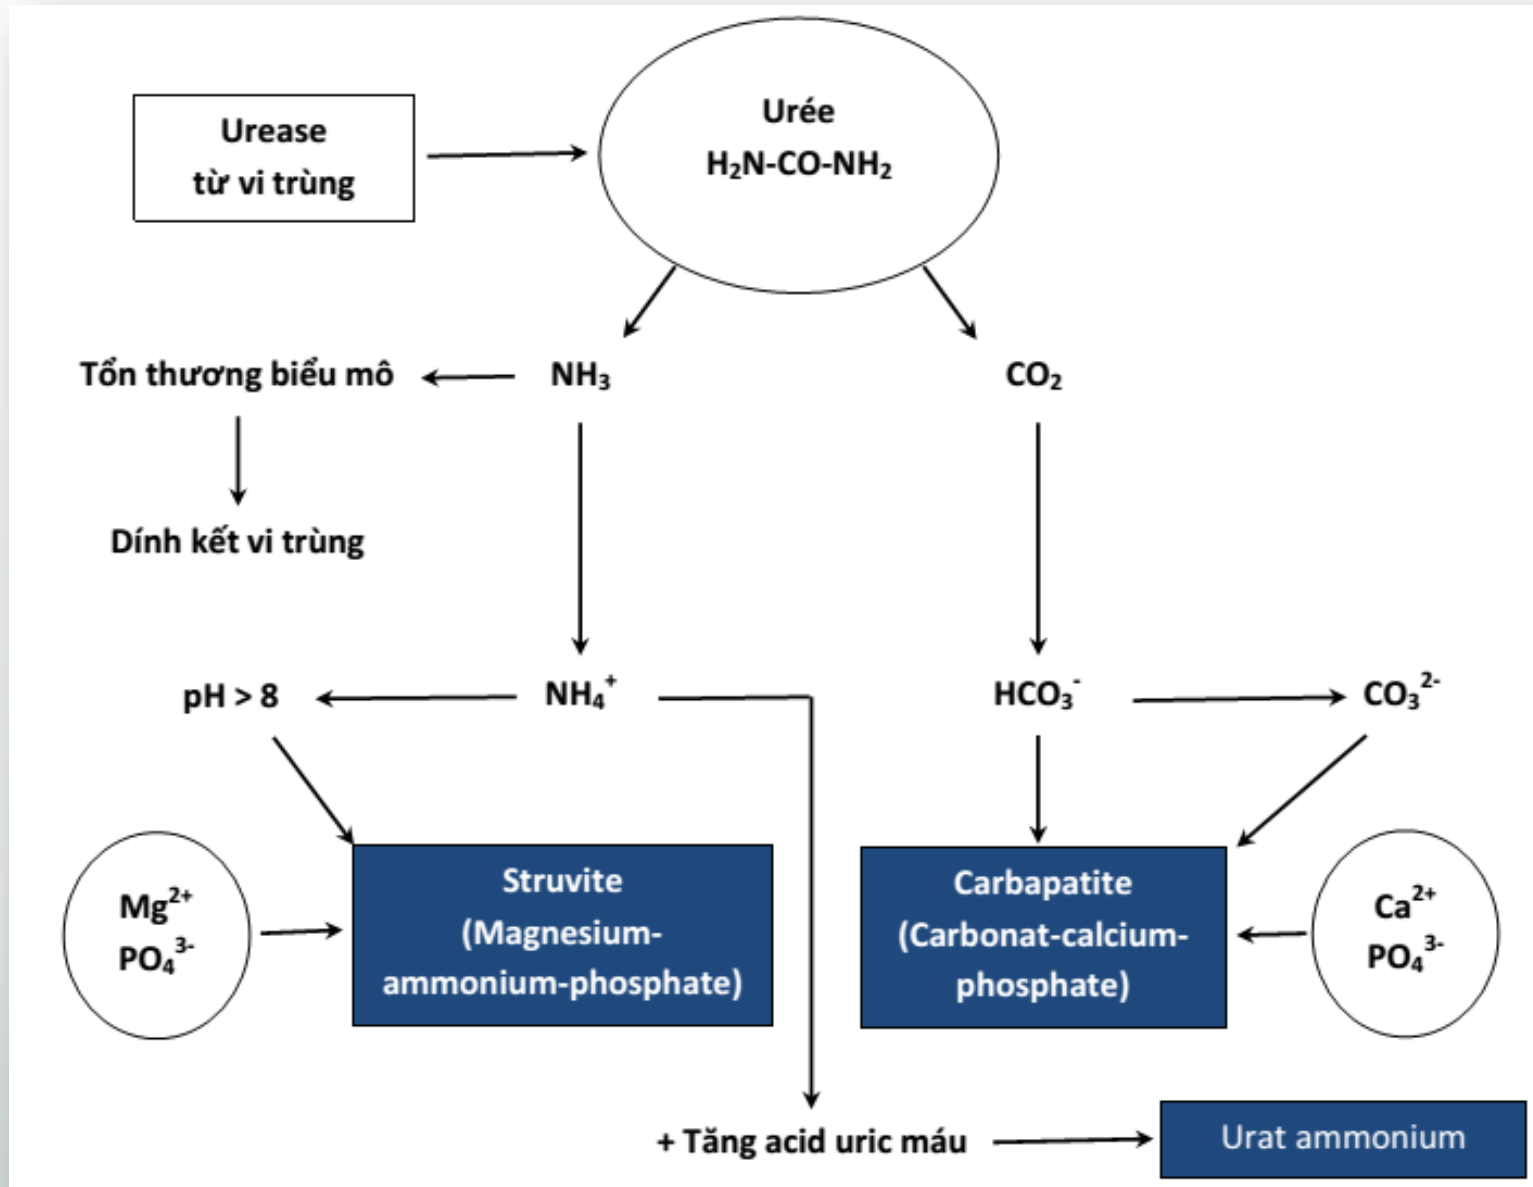 Urease
từ vi trùng
Urée
H₂N-CO-NH₂
Tổn thương biểu mô
NH₃
CO₂
Dính kết vi trùng
pH > 8
NH₄⁺
HCO₃⁻
CO₃²⁻
Mg²⁺
PO₄³⁻
Struvite
(Magnesium-
ammonium-phosphate)
Carbapatite
(Carbonat-calcium-
phosphate)
Ca²⁺
PO₄³⁻
+ Tăng acid uric máu
Urat ammonium